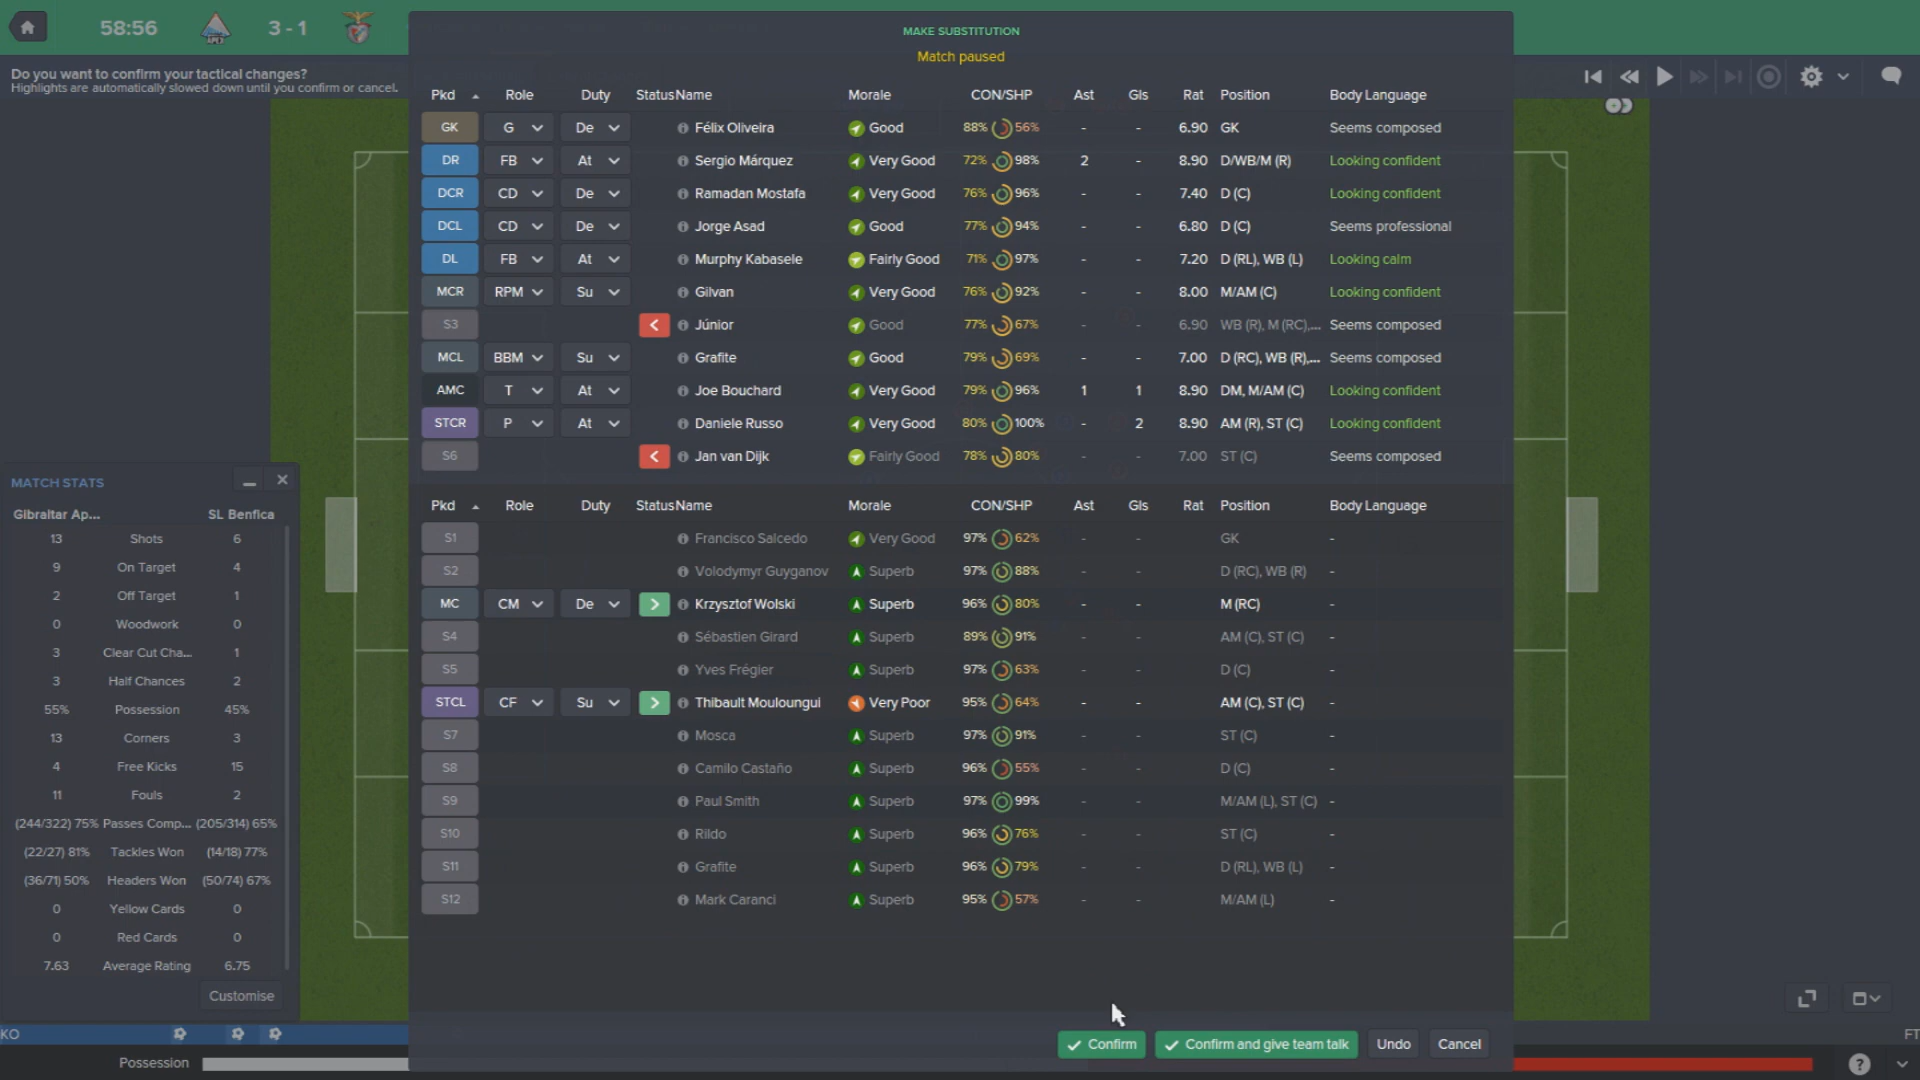 58:56 APEX 3 - 1
MAKE SUBSTITUTION
Match paused
Do you want to confirm your tactical changes?
Highlights are automatically slowed down until you confirm or cancel.
Pkd Role Duty Status Name Morale CON/SHP Ast Gls Rat Position Body Language
GK G De Félix Oliveira Good 88% 56% - - 6.90 GK Seems composed
DR FB At Sergio Márquez Very Good 72% 98% 2 - 8.90 D/WB/M (R) Looking confident
DCR CD De Ramadan Mostafa Very Good 76% 96% - - 7.40 D (C) Looking confident
DCL CD De Jorge Asad Good 77% 94% - - 6.80 D (C) Seems professional
DL FB At Murphy Kabasele Fairly Good 71% 97% - - 7.20 D (RL), WB (L) Looking calm
MCR RPM Su Gilvan Very Good 76% 92% - - 8.00 M/AM (C) Looking confident
S3 Júnior Good 77% 67% - - 6.90 WB (R), M (RC),... Seems composed
MCL BBM Su Grafite Good 79% 69% - - 7.00 D (RC), WB (R),... Seems composed
AMC T At Joe Bouchard Very Good 79% 96% 1 1 8.90 DM, M/AM (C) Looking confident
STCR P At Daniele Russo Very Good 80% 100% - 2 8.90 AM (R), ST (C) Looking confident
S6 Jan van Dijk Fairly Good 78% 80% - - 7.00 ST (C) Seems composed
Pkd Role Duty Status Name Morale CON/SHP Ast Gls Rat Position Body Language
S1 Francisco Salcedo Very Good 97% 62% - - GK -
S2 Volodymyr Guyganov Superb 97% 88% - - D (RC), WB (R) -
MC CM De Krzysztof Wolski Superb 96% 80% - - M (RC) -
S4 Sébastien Girard Superb 89% 91% - - AM (C), ST (C) -
S5 Yves Frégier Superb 97% 63% - - D (C) -
STCL CF Su Thibault Mouloungui Very Poor 95% 64% - - AM (C), ST (C) -
S7 Mosca Superb 97% 91% - - ST (C) -
S8 Camilo Castaño Superb 96% 55% - - D (C) -
S9 Paul Smith Superb 97% 99% - - M/AM (L), ST (C) -
S10 Rildo Superb 96% 76% - - ST (C) -
S11 Grafite Superb 96% 79% - - D (RL), WB (L) -
S12 Mark Caranci Superb 95% 57% - - M/AM (L) -
MATCH STATS
Gibraltar Ap... SL Benfica
13 Shots 6
9 On Target 4
2 Off Target 1
0 Woodwork 0
3 Clear Cut Cha... 1
3 Half Chances 2
55% Possession 45%
13 Corners 3
4 Free Kicks 15
11 Fouls 2
(244/322) 75% Passes Comp... (205/314) 65%
(22/27) 81% Tackles Won (14/18) 77%
(36/71) 50% Headers Won (50/74) 67%
0 Yellow Cards 0
0 Red Cards 0
7.63 Average Rating 6.75
Customise
KO FT
Possession
Confirm Confirm and give team talk Undo Cancel
?